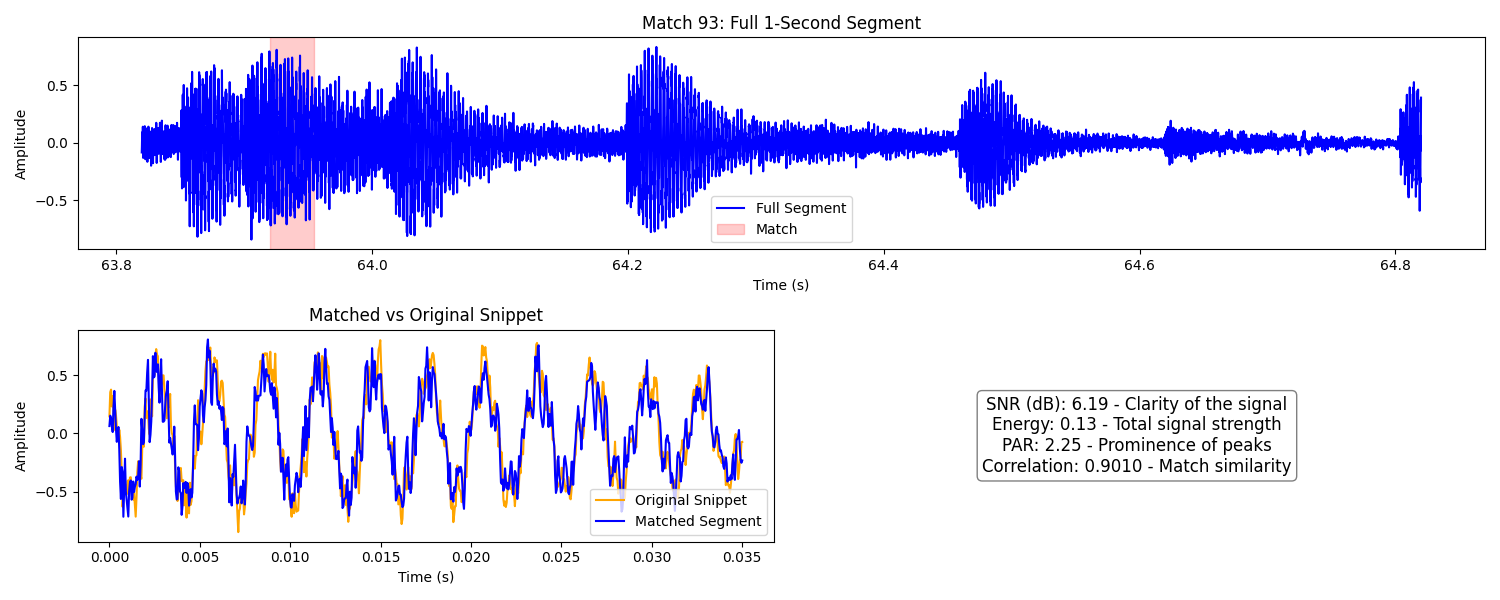 Match 93: Full 1-Second Segment
Amplitude
0.5
0.0
−0.5
Full Segment
Match
63.8
64.0
64.2
64.4
64.6
64.8
Time (s)
Matched vs Original Snippet
Amplitude
0.5
0.0
−0.5
Original Snippet
Matched Segment
0.000
0.005
0.010
0.015
0.020
0.025
0.030
0.035
Time (s)
SNR (dB): 6.19 - Clarity of the signal
Energy: 0.13 - Total signal strength
PAR: 2.25 - Prominence of peaks
Correlation: 0.9010 - Match similarity